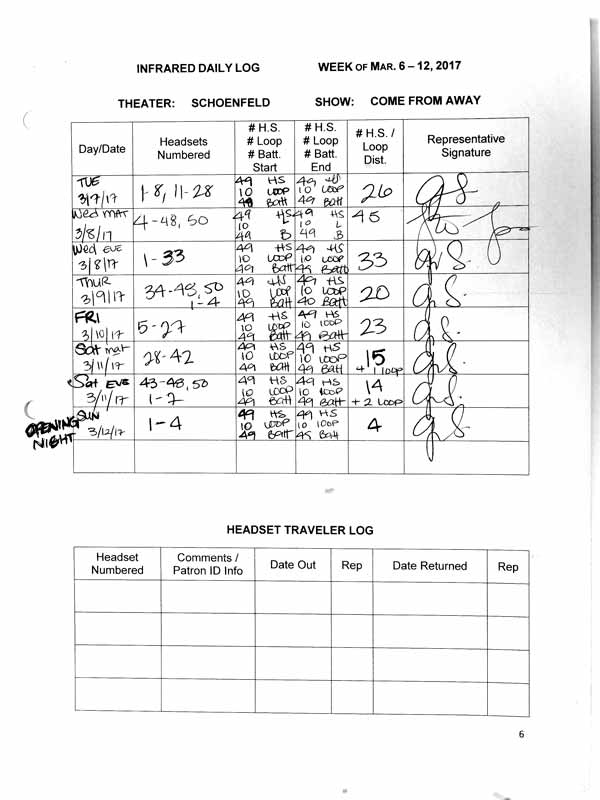 INFRARED DAILY LOG WEEK OF MAR. 6 – 12, 2017
THEATER: SCHOENFELD SHOW: COME FROM AWAY
Day/Date Headsets Numbered # H.S. # Loop # Batt. Start # H.S. # Loop # Batt. End # H.S. / Loop Dist. Representative Signature
TUE 3/7/17 1-8, 11-28 49 HS 10 LOOP 49 Batt 49 HS 10 LOOP 49 Batt 26
Wed mat 3/8/17 4-48, 50 49 HS 10 L 49 B 49 HS 10 L 49 B 45
Wed EVE 3/8/17 1-33 49 HS 10 LOOP 49 Batt 49 HS 10 LOOP 49 Batt 33
THUR 3/9/17 34-48, 50 1-4 49 HS 10 LOOP 49 Batt 49 HS 10 LOOP 40 Batt 20
FRI 3/10/17 5-27 49 HS 10 LOOP 49 Batt 49 HS 10 LOOP 49 Batt 23
Sat mat 3/11/17 28-42 49 HS 10 LOOP 49 Batt 49 HS 10 LOOP 49 Batt 15 + 1 loop
Sat EVE 3/11/17 43-48, 50 1-7 49 HS 10 LOOP 49 Batt 49 HS 10 LOOP 49 Batt 14 + 2 LOOP
OPENING NIGHT SUN 3/12/17 1-4 49 HS 10 LOOP 49 Batt 49 HS 10 LOOP 45 Batt 4
HEADSET TRAVELER LOG
Headset Numbered Comments / Patron ID Info Date Out Rep Date Returned Rep
6